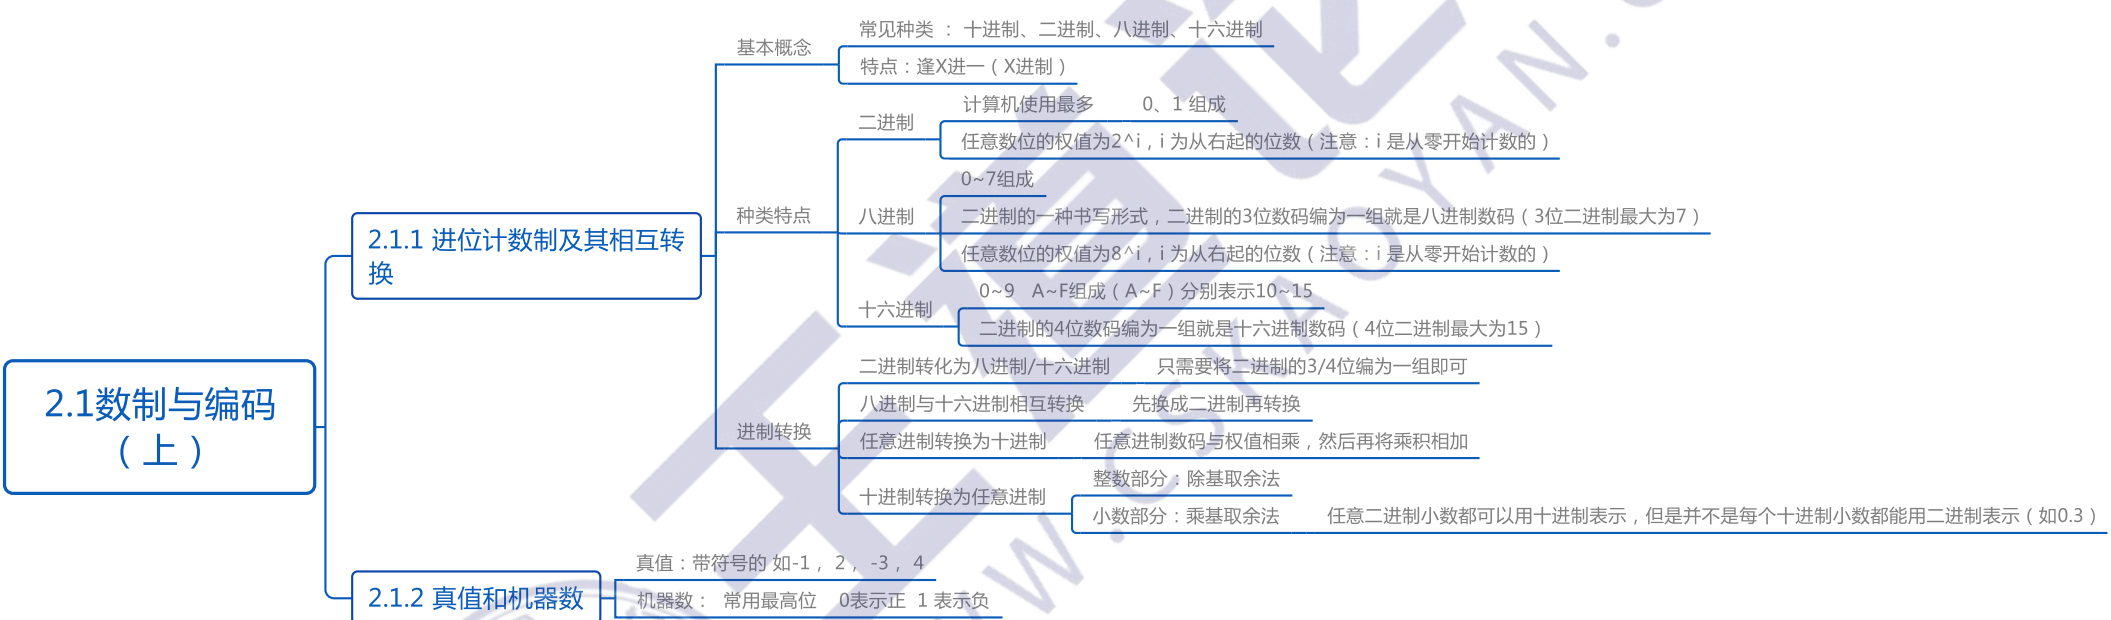 2.1数制与编码
（上）
2.1.1 进位计数制及其相互转
换
基本概念
常见种类 ： 十进制、二进制、八进制、十六进制
特点：逢X进一（X进制）
种类特点
二进制
计算机使用最多 0、1 组成
任意数位的权值为2^i，i 为从右起的位数（注意：i 是从零开始计数的）
八进制
0~7组成
二进制的一种书写形式，二进制的3位数码编为一组就是八进制数码（3位二进制最大为7）
任意数位的权值为8^i，i 为从右起的位数（注意：i 是从零开始计数的）
十六进制
0~9 A~F组成（A~F）分别表示10~15
二进制的4位数码编为一组就是十六进制数码（4位二进制最大为15）
进制转换
二进制转化为八进制/十六进制 只需要将二进制的3/4位编为一组即可
八进制与十六进制相互转换 先换成二进制再转换
任意进制转换为十进制 任意进制数码与权值相乘，然后再将乘积相加
十进制转换为任意进制
整数部分：除基取余法
小数部分：乘基取余法 任意二进制小数都可以用十进制表示，但是并不是每个十进制小数都能用二进制表示（如0.3）
2.1.2 真值和机器数
真值：带符号的 如-1， 2， -3， 4
机器数： 常用最高位 0表示正 1 表示负
王道论
W.CSKAOYAN.C